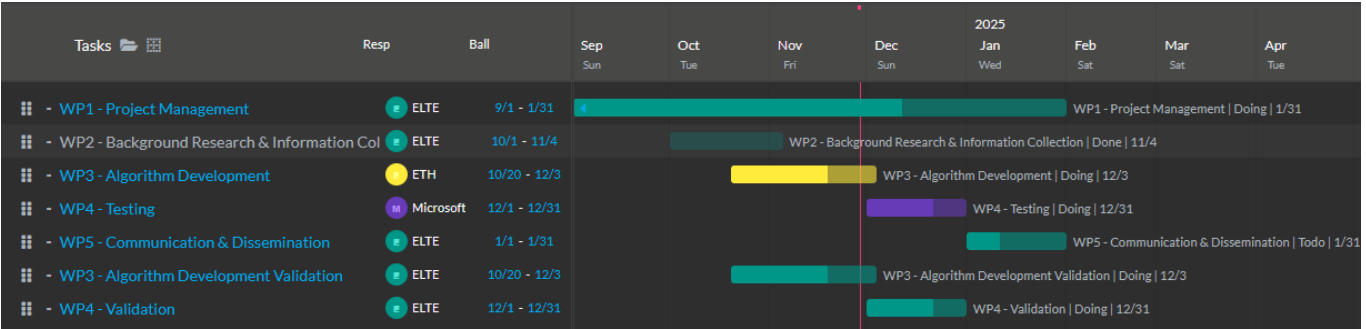 2025
Tasks Resp Ball Sep Oct Nov Dec Jan Feb Mar Apr
Sun Tue Fri Sun Wed Sat Sat Tue
- WP1 - Project Management E ELTE 9/1 - 1/31 WP1 - Project Management | Doing | 1/31
- WP2 - Background Research & Information Col E ELTE 10/1 - 11/4 WP2 - Background Research & Information Collection | Done | 11/4
- WP3 - Algorithm Development E ETH 10/20 - 12/3 WP3 - Algorithm Development | Doing | 12/3
- WP4 - Testing M Microsoft 12/1 - 12/31 WP4 - Testing | Doing | 12/31
- WP5 - Communication & Dissemination E ELTE 1/1 - 1/31 WP5 - Communication & Dissemination | Todo | 1/31
- WP3 - Algorithm Development Validation E ELTE 10/20 - 12/3 WP3 - Algorithm Development Validation | Doing | 12/3
- WP4 - Validation E ELTE 12/1 - 12/31 WP4 - Validation | Doing | 12/31